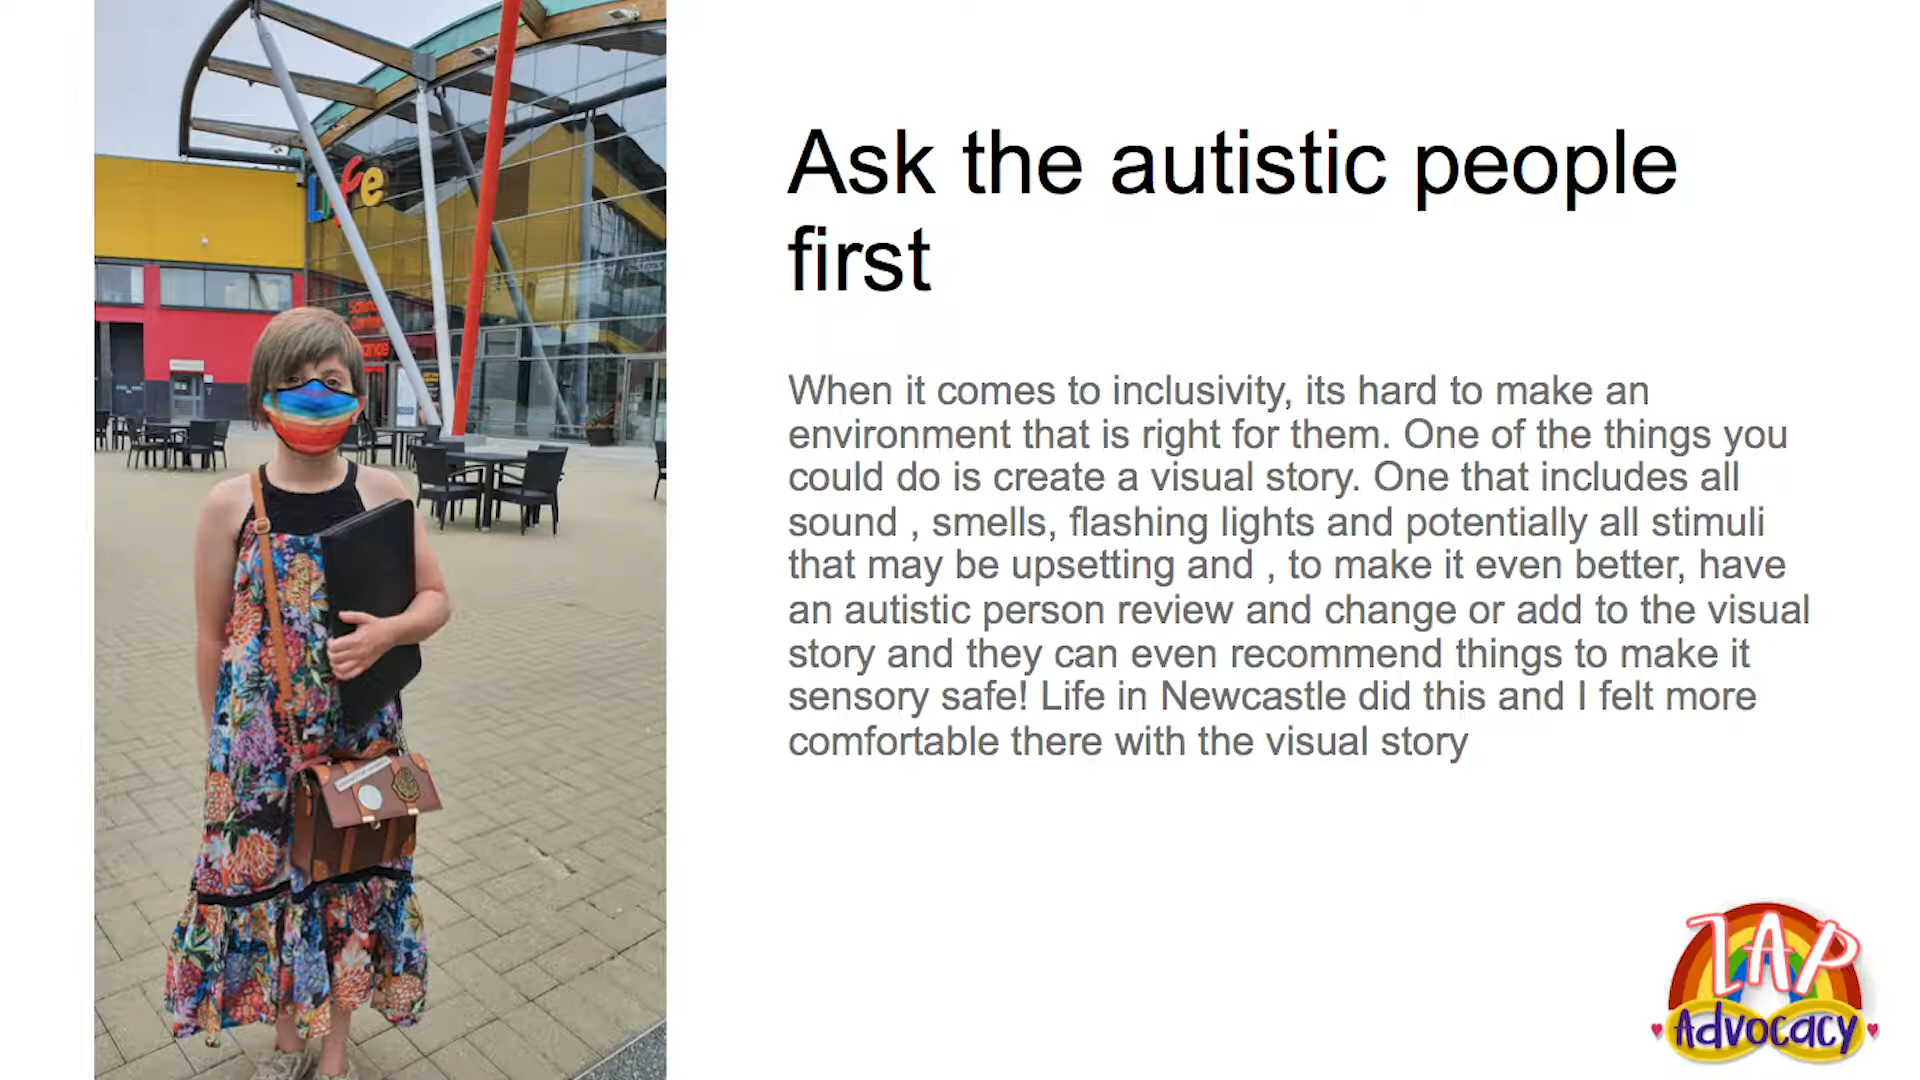 Life
Science
Centre
Ask the autistic people
first
When it comes to inclusivity, its hard to make an
environment that is right for them. One of the things you
could do is create a visual story. One that includes all
sound , smells, flashing lights and potentially all stimuli
that may be upsetting and , to make it even better, have
an autistic person review and change or add to the visual
story and they can even recommend things to make it
sensory safe! Life in Newcastle did this and I felt more
comfortable there with the visual story
ZAP
Advocacy